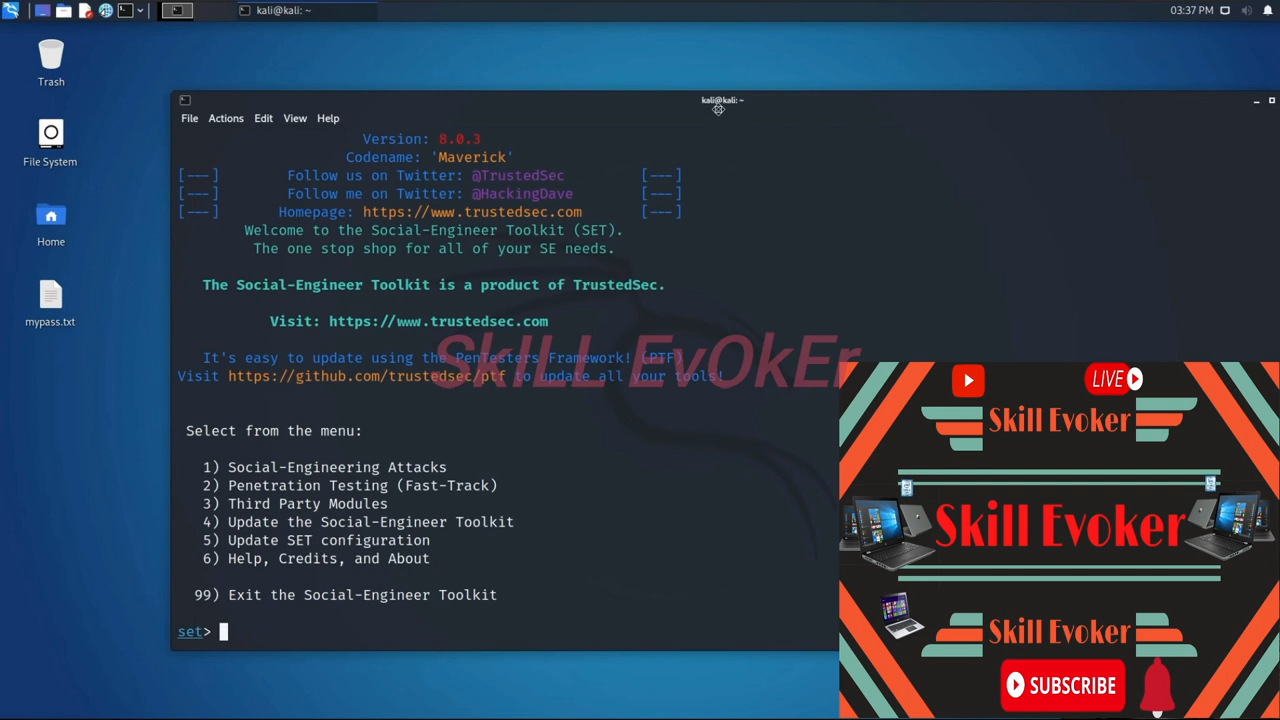 kali@kali: ~
03:37 PM
Trash
File System
Home
mypass.txt
kali@kali: ~
File Actions Edit View Help
Version: 8.0.3
Codename: 'Maverick'
[---] Follow us on Twitter: @TrustedSec [---]
[---] Follow me on Twitter: @HackingDave [---]
[---] Homepage: https://www.trustedsec.com [---]
Welcome to the Social-Engineer Toolkit (SET).
The one stop shop for all of your SE needs.
The Social-Engineer Toolkit is a product of TrustedSec.
Visit: https://www.trustedsec.com
It's easy to update using the PenTesters Framework! (PTF)
Visit https://github.com/trustedsec/ptf to update all your tools!
SkILL EvOkEr
Select from the menu:
1) Social-Engineering Attacks
2) Penetration Testing (Fast-Track)
3) Third Party Modules
4) Update the Social-Engineer Toolkit
5) Update SET configuration
6) Help, Credits, and About
99) Exit the Social-Engineer Toolkit
set>
LIVE
Skill Evoker
Skill Evoker
Skill Evoker
SUBSCRIBE